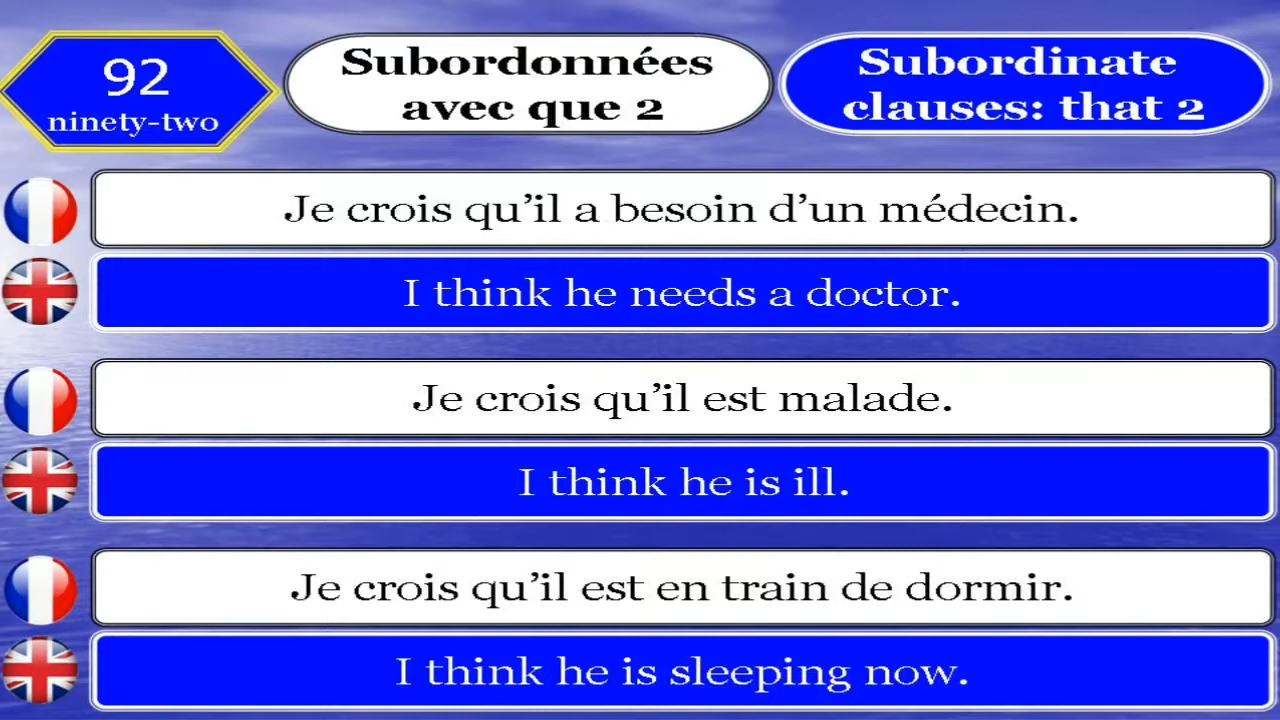 92
ninety-two
Subordonnées
avec que 2
Subordinate
clauses: that 2
Je crois qu’il a besoin d’un médecin.
I think he needs a doctor.
Je crois qu’il est malade.
I think he is ill.
Je crois qu’il est en train de dormir.
I think he is sleeping now.